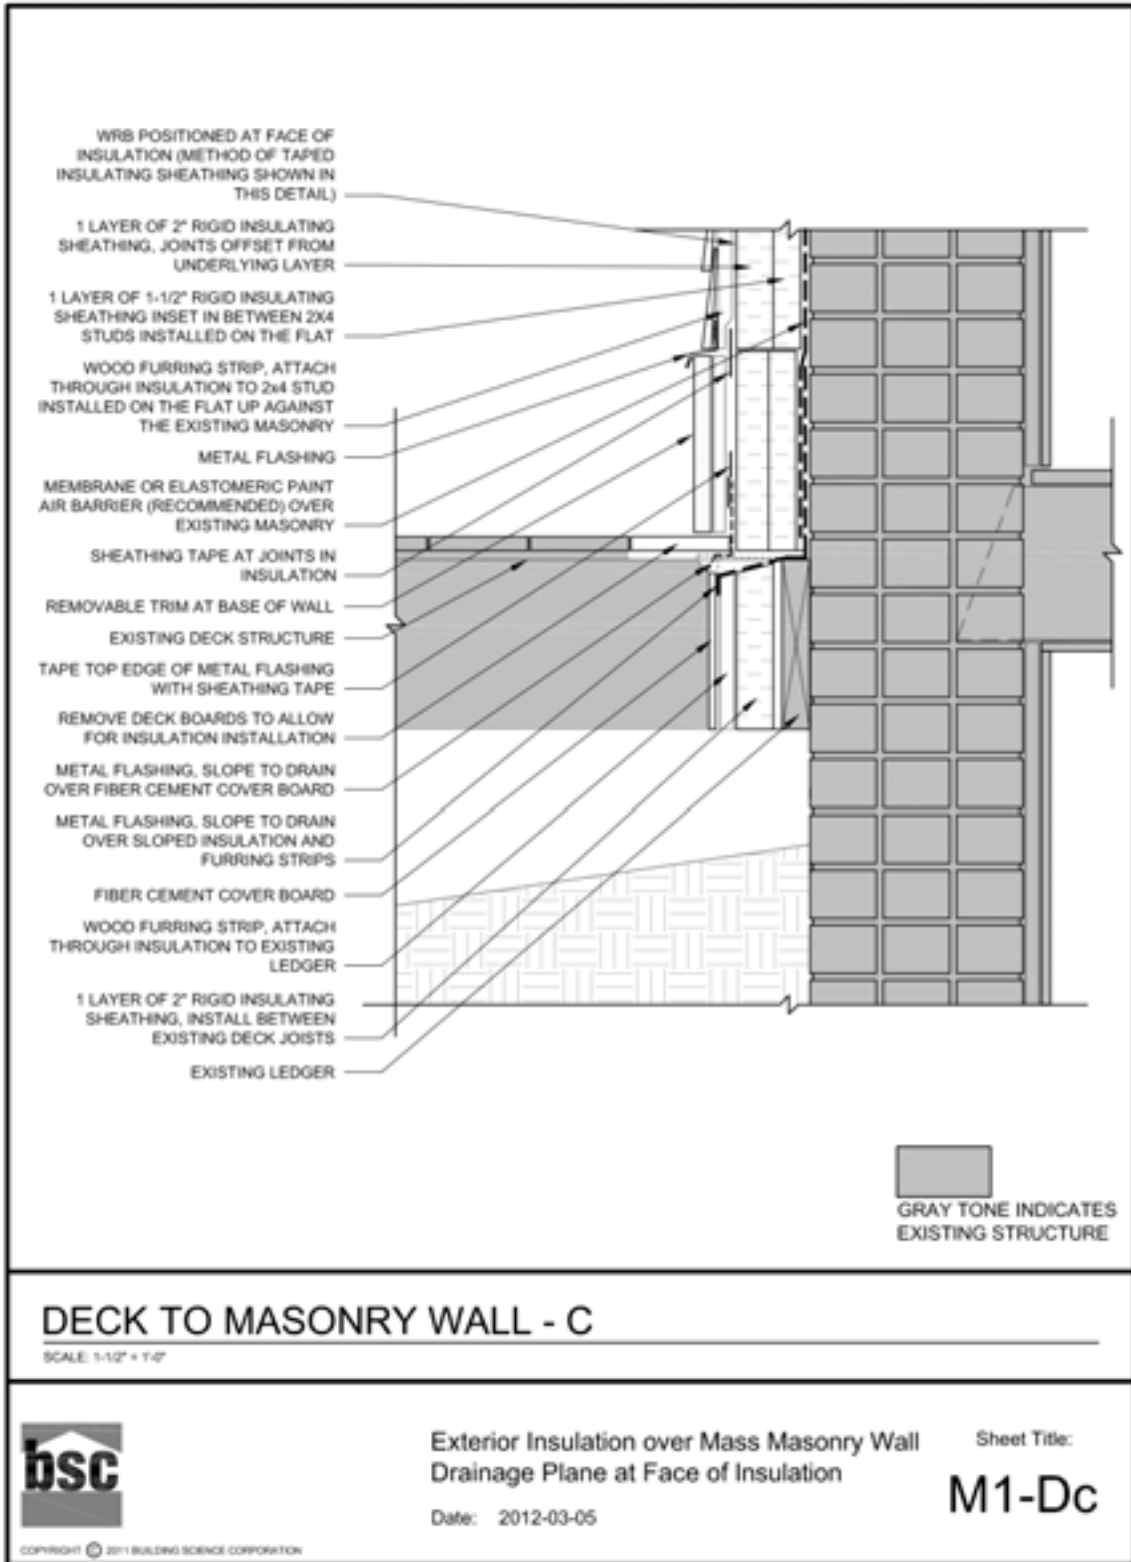 WRB POSITIONED AT FACE OF
INSULATION (METHOD OF TAPED
INSULATING SHEATHING SHOWN IN
THIS DETAIL)
1 LAYER OF 2" RIGID INSULATING
SHEATHING, JOINTS OFFSET FROM
UNDERLYING LAYER
1 LAYER OF 1-1/2" RIGID INSULATING
SHEATHING INSET IN BETWEEN 2X4
STUDS INSTALLED ON THE FLAT
WOOD FURRING STRIP, ATTACH
THROUGH INSULATION TO 2x4 STUD
INSTALLED ON THE FLAT UP AGAINST
THE EXISTING MASONRY
METAL FLASHING
MEMBRANE OR ELASTOMERIC PAINT
AIR BARRIER (RECOMMENDED) OVER
EXISTING MASONRY
SHEATHING TAPE AT JOINTS IN
INSULATION
REMOVABLE TRIM AT BASE OF WALL
EXISTING DECK STRUCTURE
TAPE TOP EDGE OF METAL FLASHING
WITH SHEATHING TAPE
REMOVE DECK BOARDS TO ALLOW
FOR INSULATION INSTALLATION
METAL FLASHING, SLOPE TO DRAIN
OVER FIBER CEMENT COVER BOARD
METAL FLASHING, SLOPE TO DRAIN
OVER SLOPED INSULATION AND
FURRING STRIPS
FIBER CEMENT COVER BOARD
WOOD FURRING STRIP, ATTACH
THROUGH INSULATION TO EXISTING
LEDGER
1 LAYER OF 2" RIGID INSULATING
SHEATHING, INSTALL BETWEEN
EXISTING DECK JOISTS
EXISTING LEDGER
GRAY TONE INDICATES
EXISTING STRUCTURE
DECK TO MASONRY WALL - C
SCALE: 1-1/2" = 1'-0"
bsc
Exterior Insulation over Mass Masonry Wall
Drainage Plane at Face of Insulation
Date: 2012-03-05
Sheet Title:
M1-Dc
COPYRIGHT © 2011 BUILDING SCIENCE CORPORATION